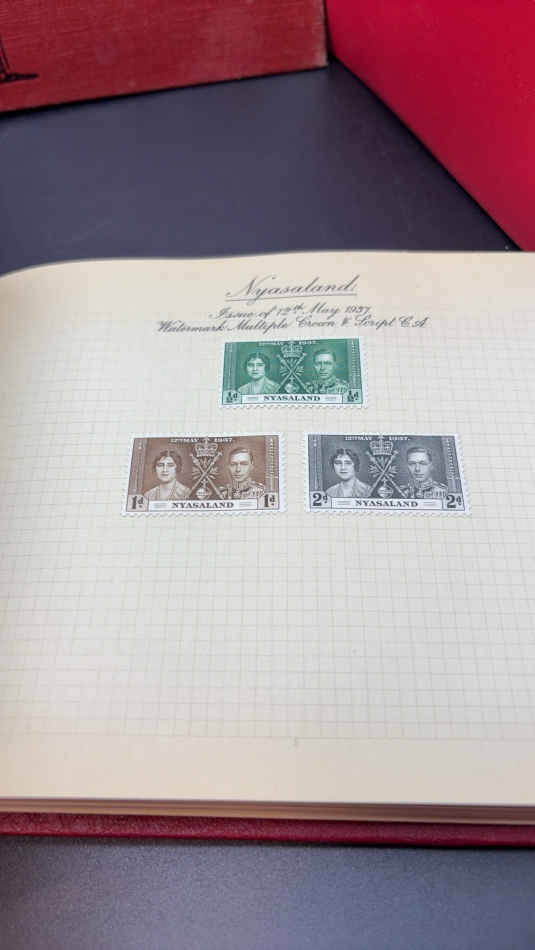 Nyasaland.
Issue of 12th May 1937
Watermark Multiple Crown & Script C.A
12TH MAY 1937.
½d NYASALAND ½d
12TH MAY 1937.
1d NYASALAND 1d
12TH MAY 1937.
2d NYASALAND 2d